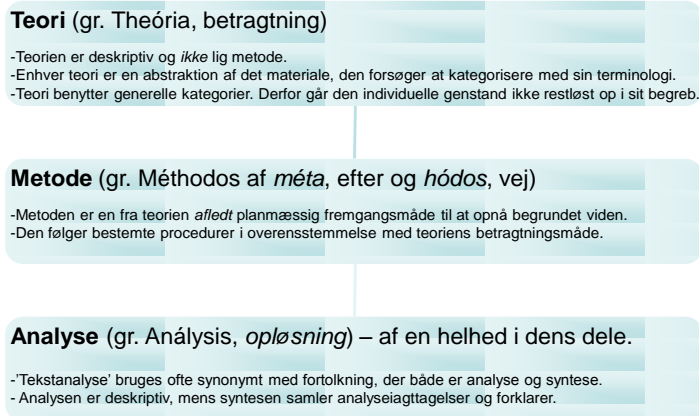 Teori (gr. Theória, betragtning)
-Teorien er deskriptiv og ikke lig metode.
-Enhver teori er en abstraktion af det materiale, den forsøger at kategorisere med sin terminologi.
-Teori benytter generelle kategorier. Derfor går den individuelle genstand ikke restløst op i sit begreb.
Metode (gr. Méthodos af méta, efter og hódos, vej)
-Metoden er en fra teorien afledt planmæssig fremgangsmåde til at opnå begrundet viden.
-Den følger bestemte procedurer i overensstemmelse med teoriens betragtningsmåde.
Analyse (gr. Análysis, opløsning) – af en helhed i dens dele.
-’Tekstanalyse’ bruges ofte synonymt med fortolkning, der både er analyse og syntese.
- Analysen er deskriptiv, mens syntesen samler analyseiagttagelser og forklarer.